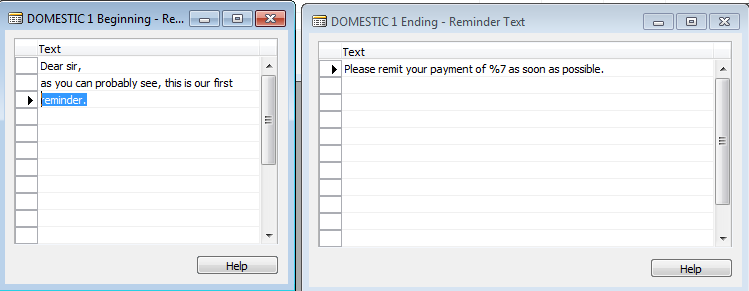 DOMESTIC 1 Beginning - Re...
Text
Dear sir,
as you can probably see, this is our first
reminder.
Help
DOMESTIC 1 Ending - Reminder Text
Text
Please remit your payment of %7 as soon as possible.
Help